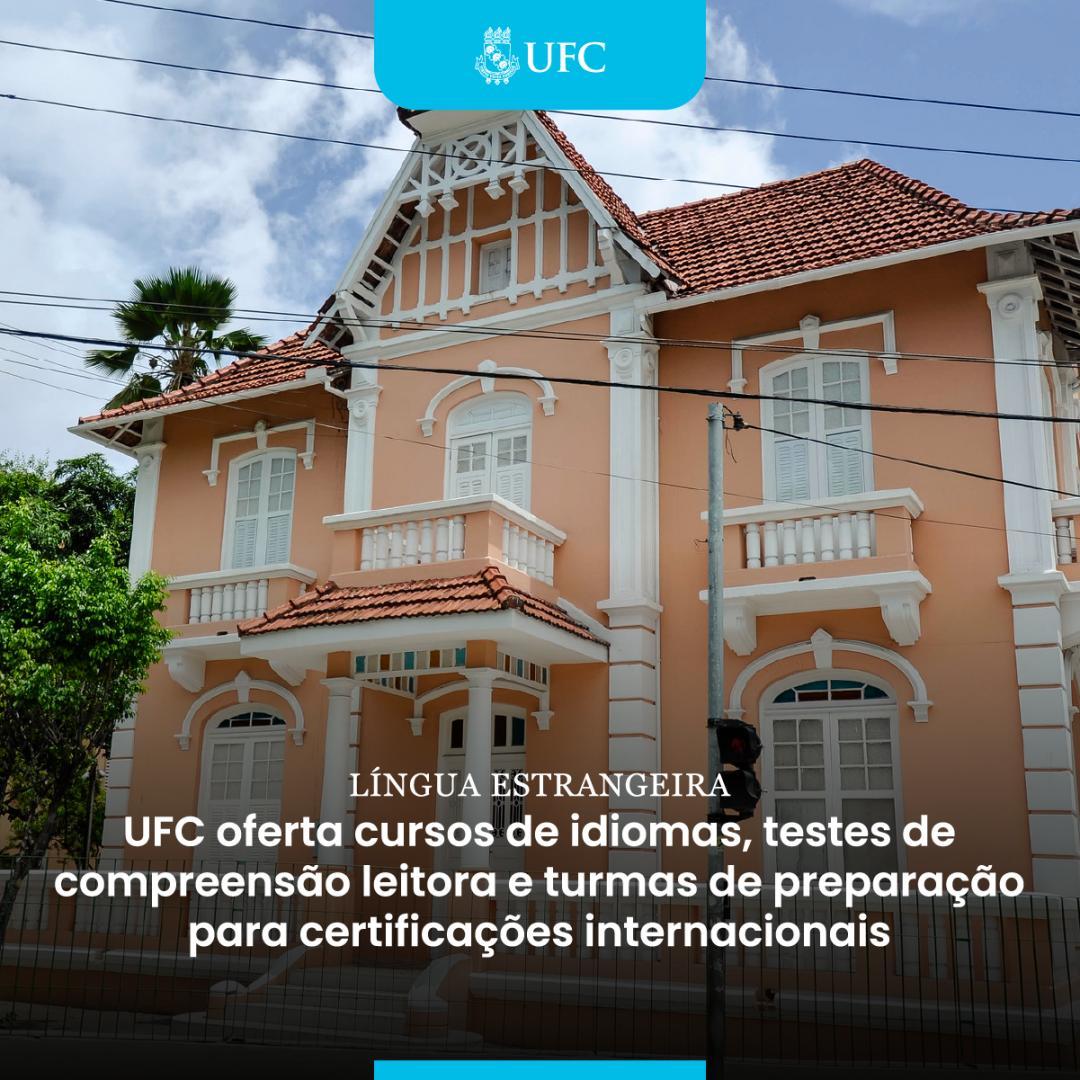 UFC
LÍNGUA ESTRANGEIRA
UFC oferta cursos de idiomas, testes de
compreensão leitora e turmas de preparação
para certificações internacionais